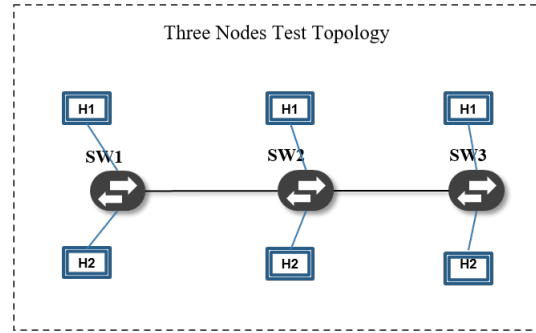 Three Nodes Test Topology
H1 H1 H1
SW1 SW2 SW3
H2 H2 H2